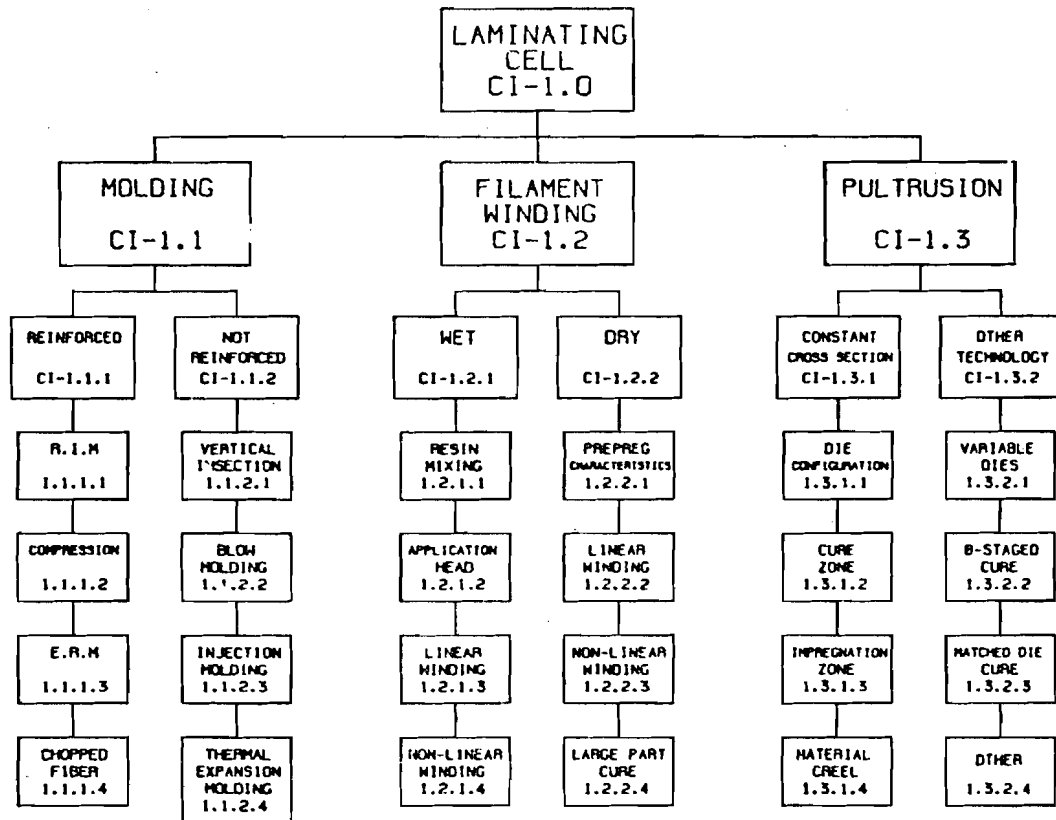 LAMINATING
CELL
CI-1.0
MOLDING
CI-1.1
FILAMENT
WINDING
CI-1.2
PULTRUSION
CI-1.3
REINFORCED
CI-1.1.1
NOT
REINFORCED
CI-1.1.2
WET
CI-1.2.1
DRY
CI-1.2.2
CONSTANT
CROSS SECTION
CI-1.3.1
OTHER
TECHNOLOGY
CI-1.3.2
R.I.M
1.1.1.1
VERTICAL
INSECTION
1.1.2.1
RESIN
MIXING
1.2.1.1
PREPREG
CHARACTERISTICS
1.2.2.1
DIE
CONFIGURATION
1.3.1.1
VARIABLE
DIES
1.3.2.1
COMPRESSION
1.1.1.2
BLOW
MOLDING
1.1.2.2
APPLICATION
HEAD
1.2.1.2
LINEAR
WINDING
1.2.2.2
CURE
ZONE
1.3.1.2
B-STAGED
CURE
1.3.2.2
E.R.M
1.1.1.3
INJECTION
MOLDING
1.1.2.3
LINEAR
WINDING
1.2.1.3
NON-LINEAR
WINDING
1.2.2.3
IMPREGNATION
ZONE
1.3.1.3
MATCHED DIE
CURE
1.3.2.3
CHOPPED
FIBER
1.1.1.4
THERMAL
EXPANSION
MOLDING
1.1.2.4
NON-LINEAR
WINDING
1.2.1.4
LARGE PART
CURE
1.2.2.4
MATERIAL
CREEL
1.3.1.4
OTHER
1.3.2.4